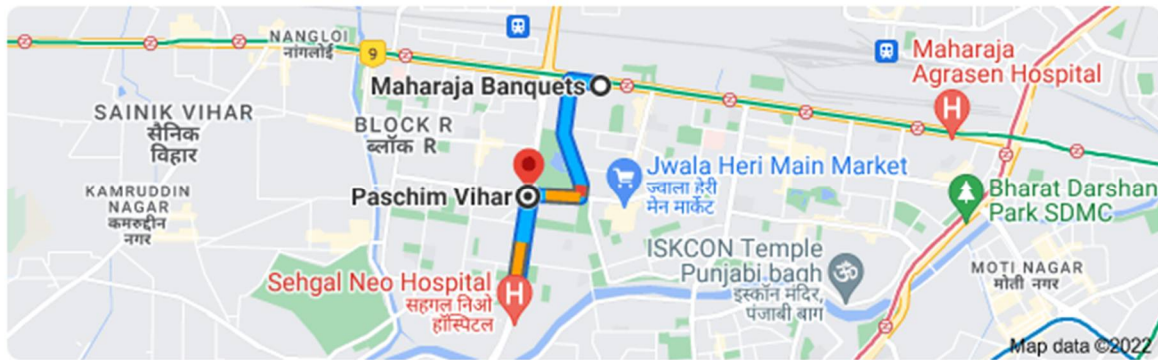 NANGLOI
नांगलोई
9
Maharaja Banquets
Maharaja
Agrasen Hospital
SAINIK VIHAR
सैनिक
विहार
BLOCK R
ब्लॉक R
Jwala Heri Main Market
ज्वाला हेरी
मेन मार्केट
KAMRUDDIN
NAGAR
कमरुद्दीन
नगर
Paschim Vihar
Bharat Darshan
Park SDMC
ISKCON Temple
Punjabi bagh
इस्कॉन मंदिर,
पंजाबी बाग
MOTI NAGAR
मोती नगर
Sehgal Neo Hospital
सहगल निओ
हॉस्पिटल
H
H
Map data ©2022